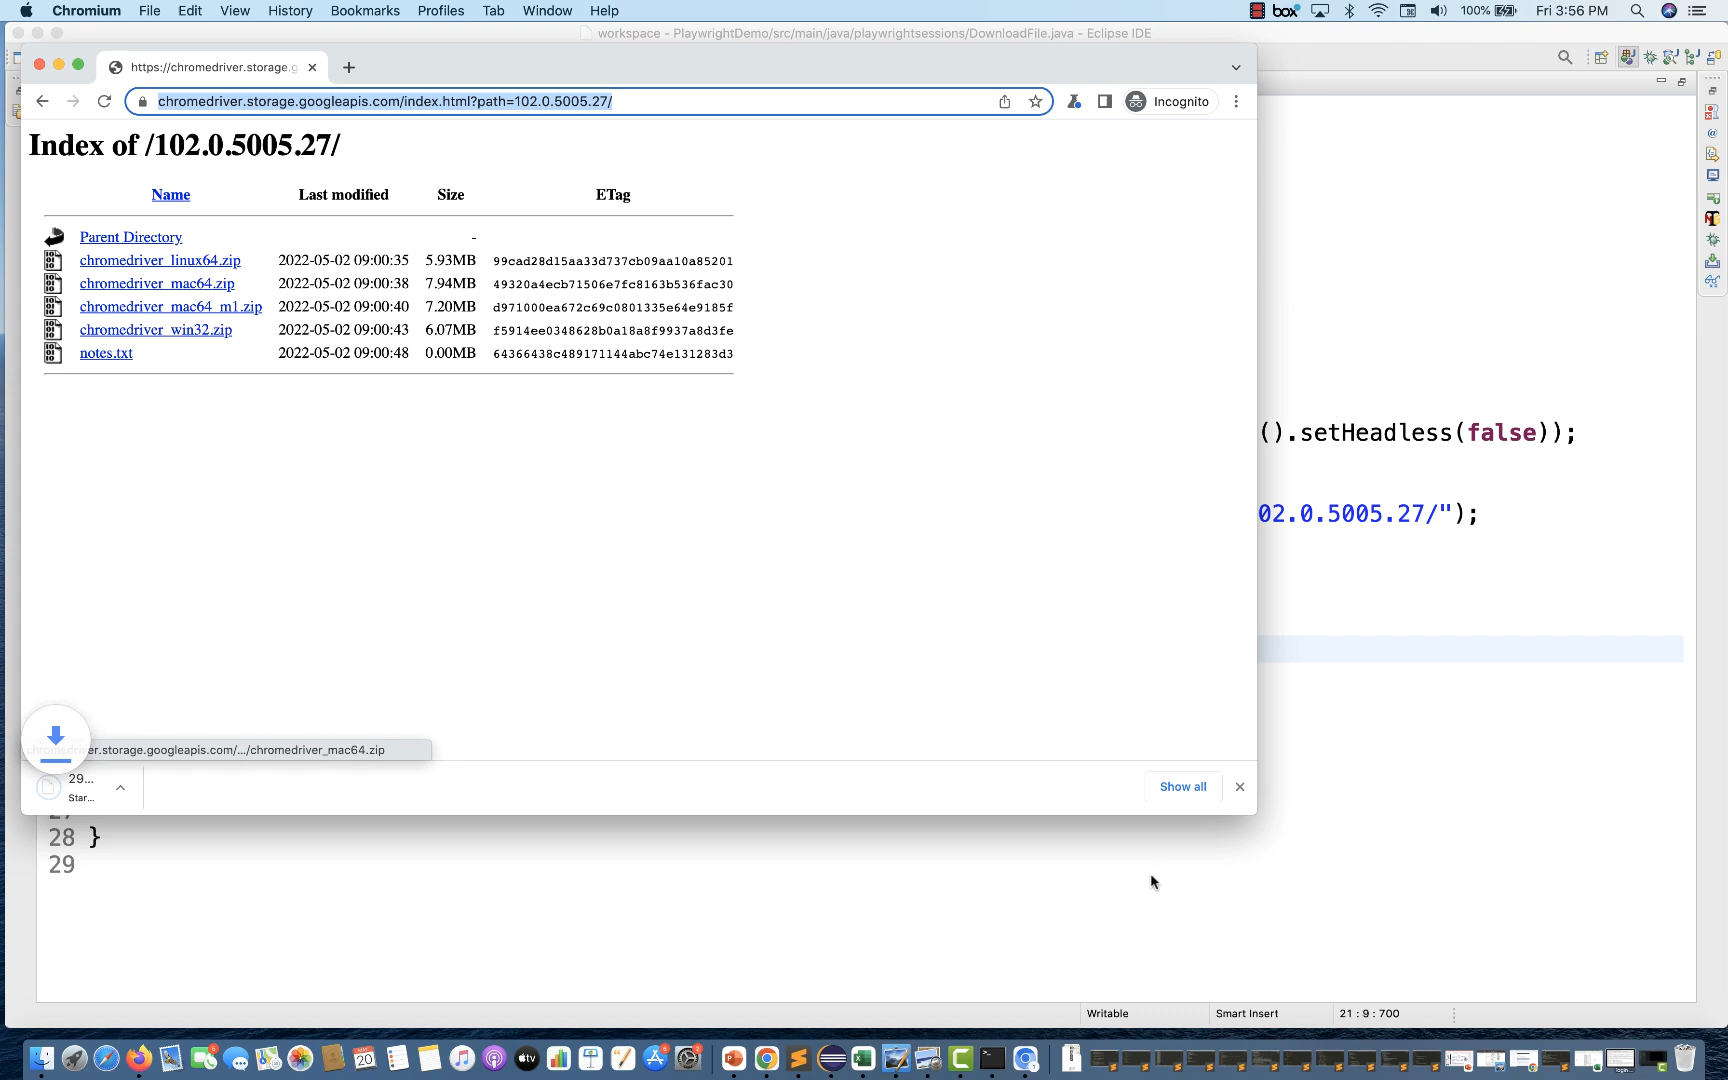 Chromium File Edit View History Bookmarks Profiles Tab Window Help box 100% Fri 3:56 PM
workspace - PlaywrightDemo/src/main/java/playwrightsessions/DownloadFile.java - Eclipse IDE
https://chromedriver.storage.g
chromedriver.storage.googleapis.com/index.html?path=102.0.5005.27/ Incognito
Index of /102.0.5005.27/
Name Last modified Size ETag
Parent Directory -
chromedriver_linux64.zip 2022-05-02 09:00:35 5.93MB 99cad28d15aa33d737cb09aa10a85201
chromedriver_mac64.zip 2022-05-02 09:00:38 7.94MB 49320a4ecb71506e7fc8163b536fac30
chromedriver_mac64_m1.zip 2022-05-02 09:00:40 7.20MB d971000ea672c69c0801335e64e9185f
chromedriver_win32.zip 2022-05-02 09:00:43 6.07MB f5914ee0348628b0a18a8f9937a8d3fe
notes.txt 2022-05-02 09:00:48 0.00MB 64366438c489171144abc74e131283d3
().setHeadless(false));
02.0.5005.27/");
chromedriver.storage.googleapis.com/.../chromedriver_mac64.zip
29...
Star...
Show all
27
28 }
29
Writable Smart Insert 21 : 9 : 700
MAY
20
tv